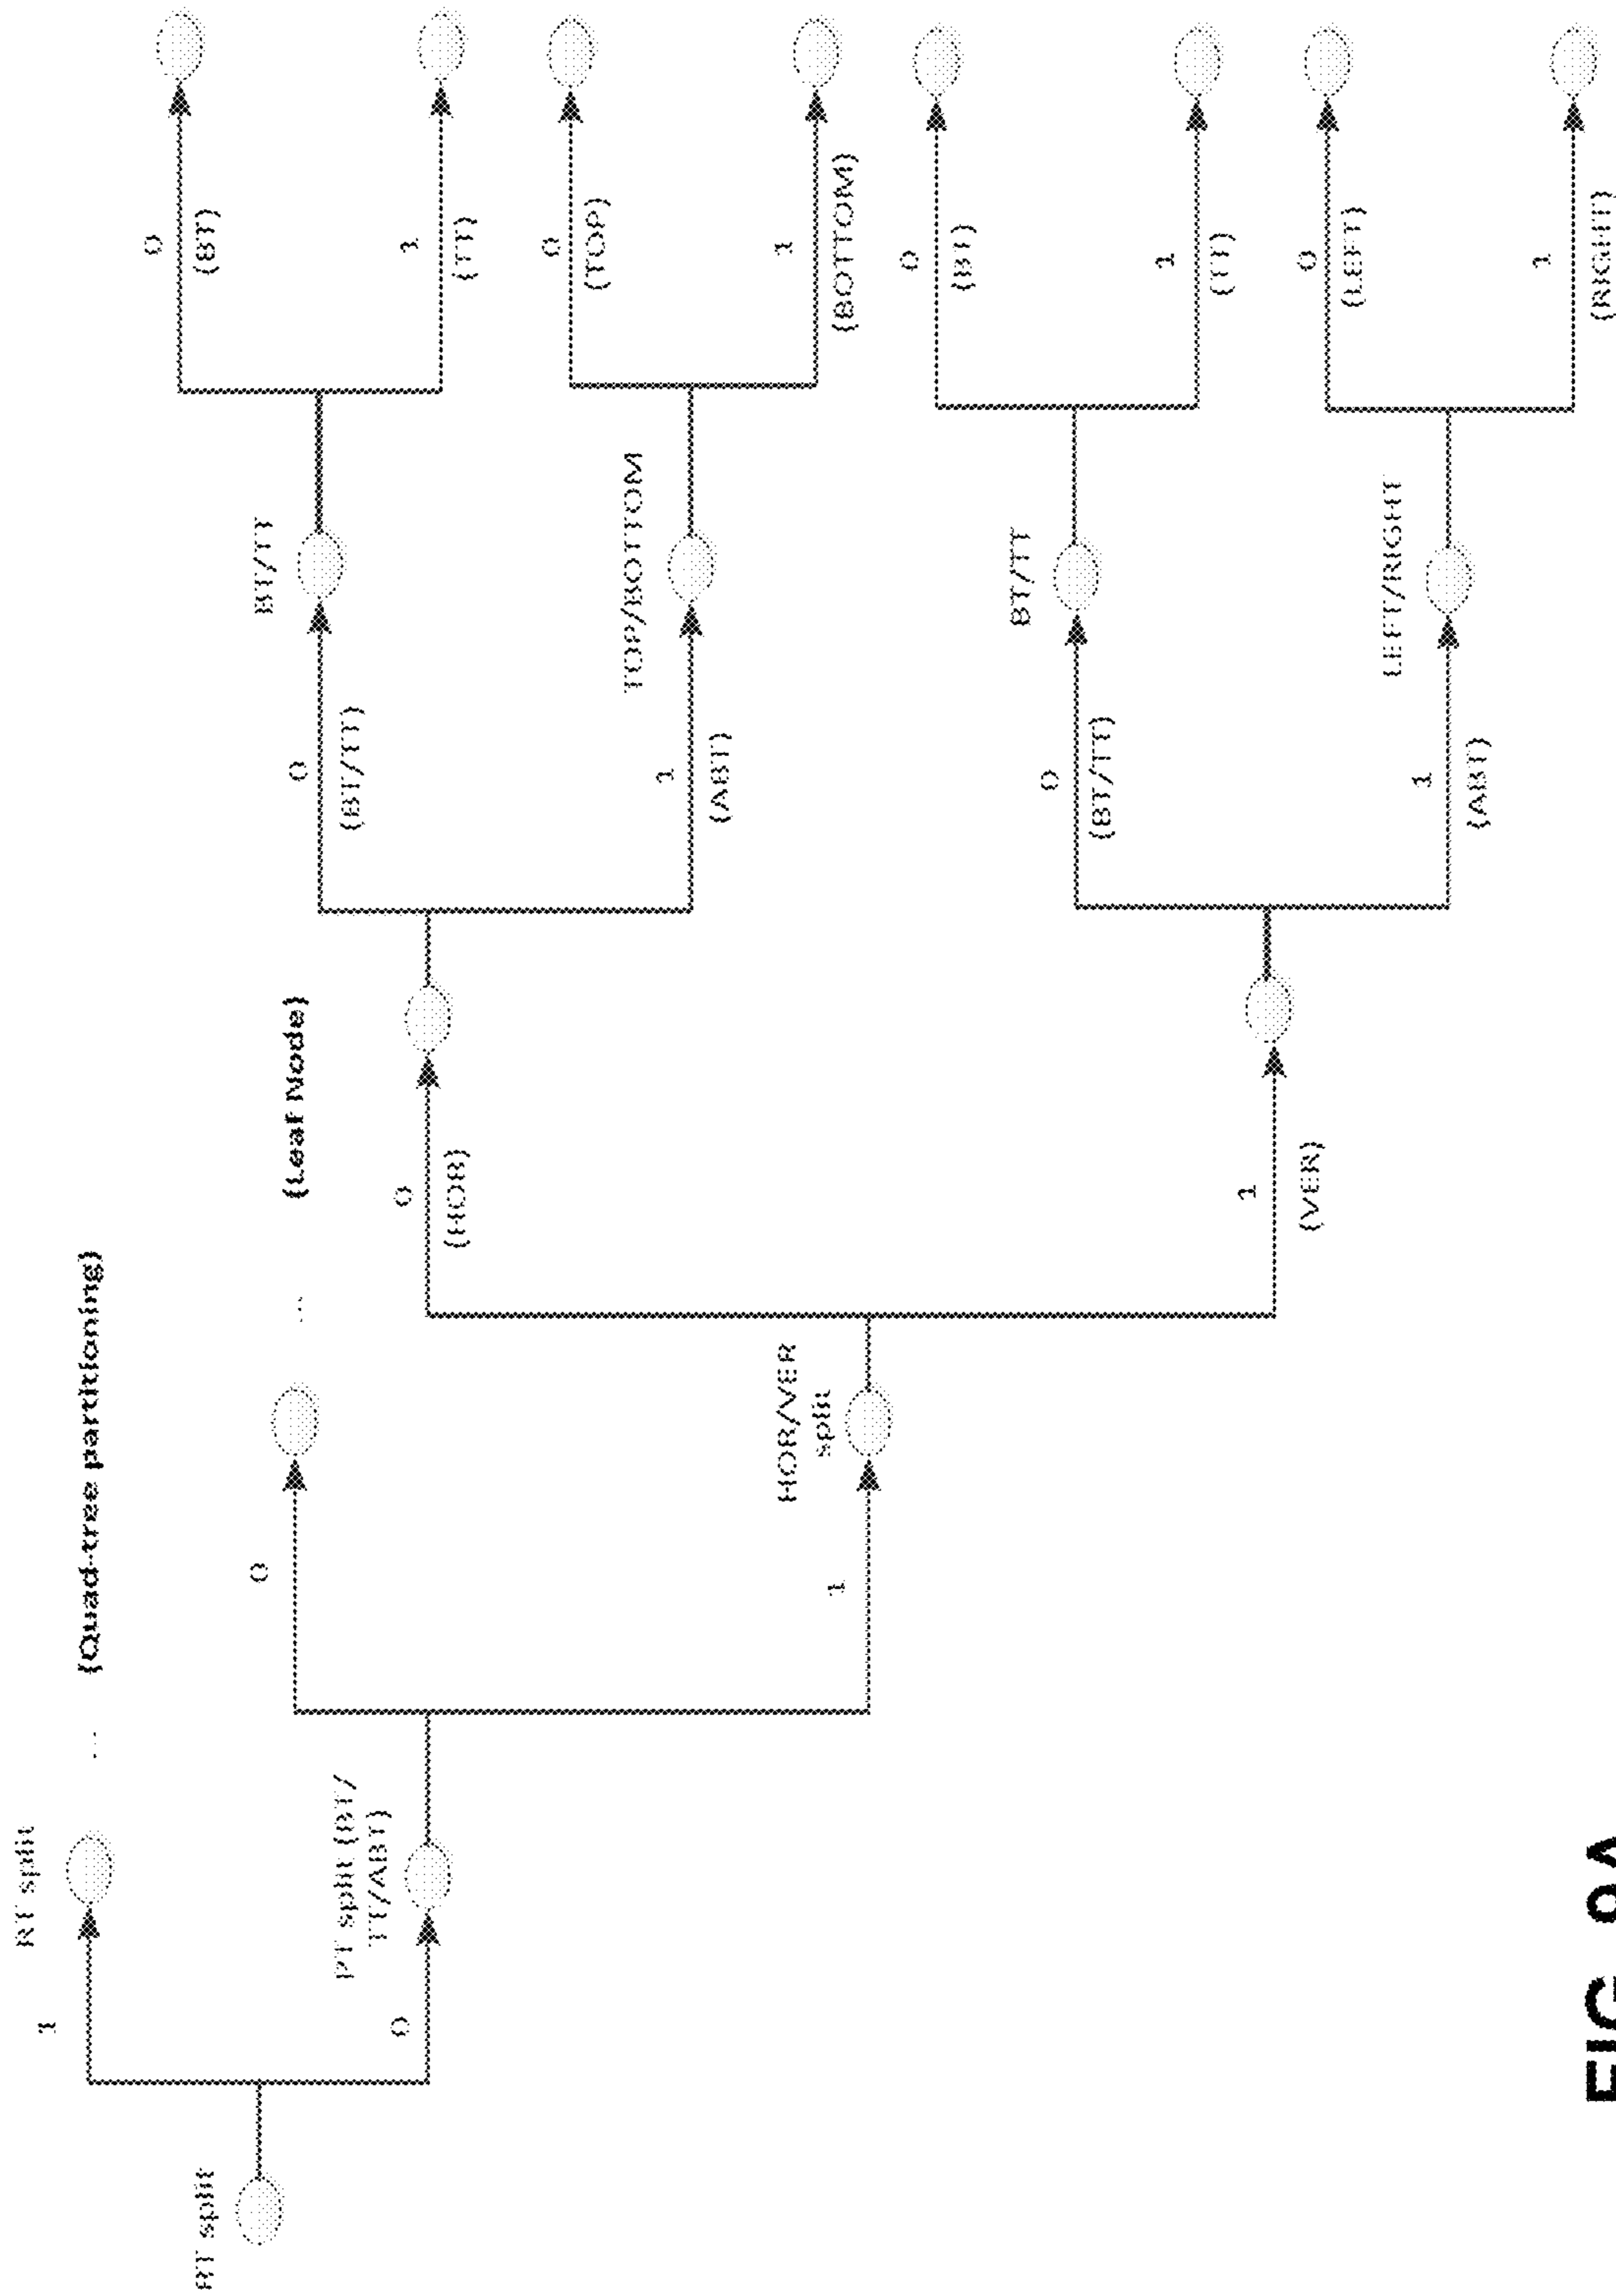 RT split
1
RT split
...
(Quad-tree partitioning)
0
PT split (BT/
TT/ABT)
0
...
(Leaf Node)
1
HOR/VER
split
0
(HOR)
1
(VER)
0
(BT/TT)
BT/TT
1
(ABT)
TOP/BOTTOM
0
(BT/TT)
BT/TT
1
(ABT)
LEFT/RIGHT
0
(BT)
1
(TT)
0
(TOP)
1
(BOTTOM)
0
(BT)
1
(TT)
0
(LEFT)
1
(RIGHT)
FIG.